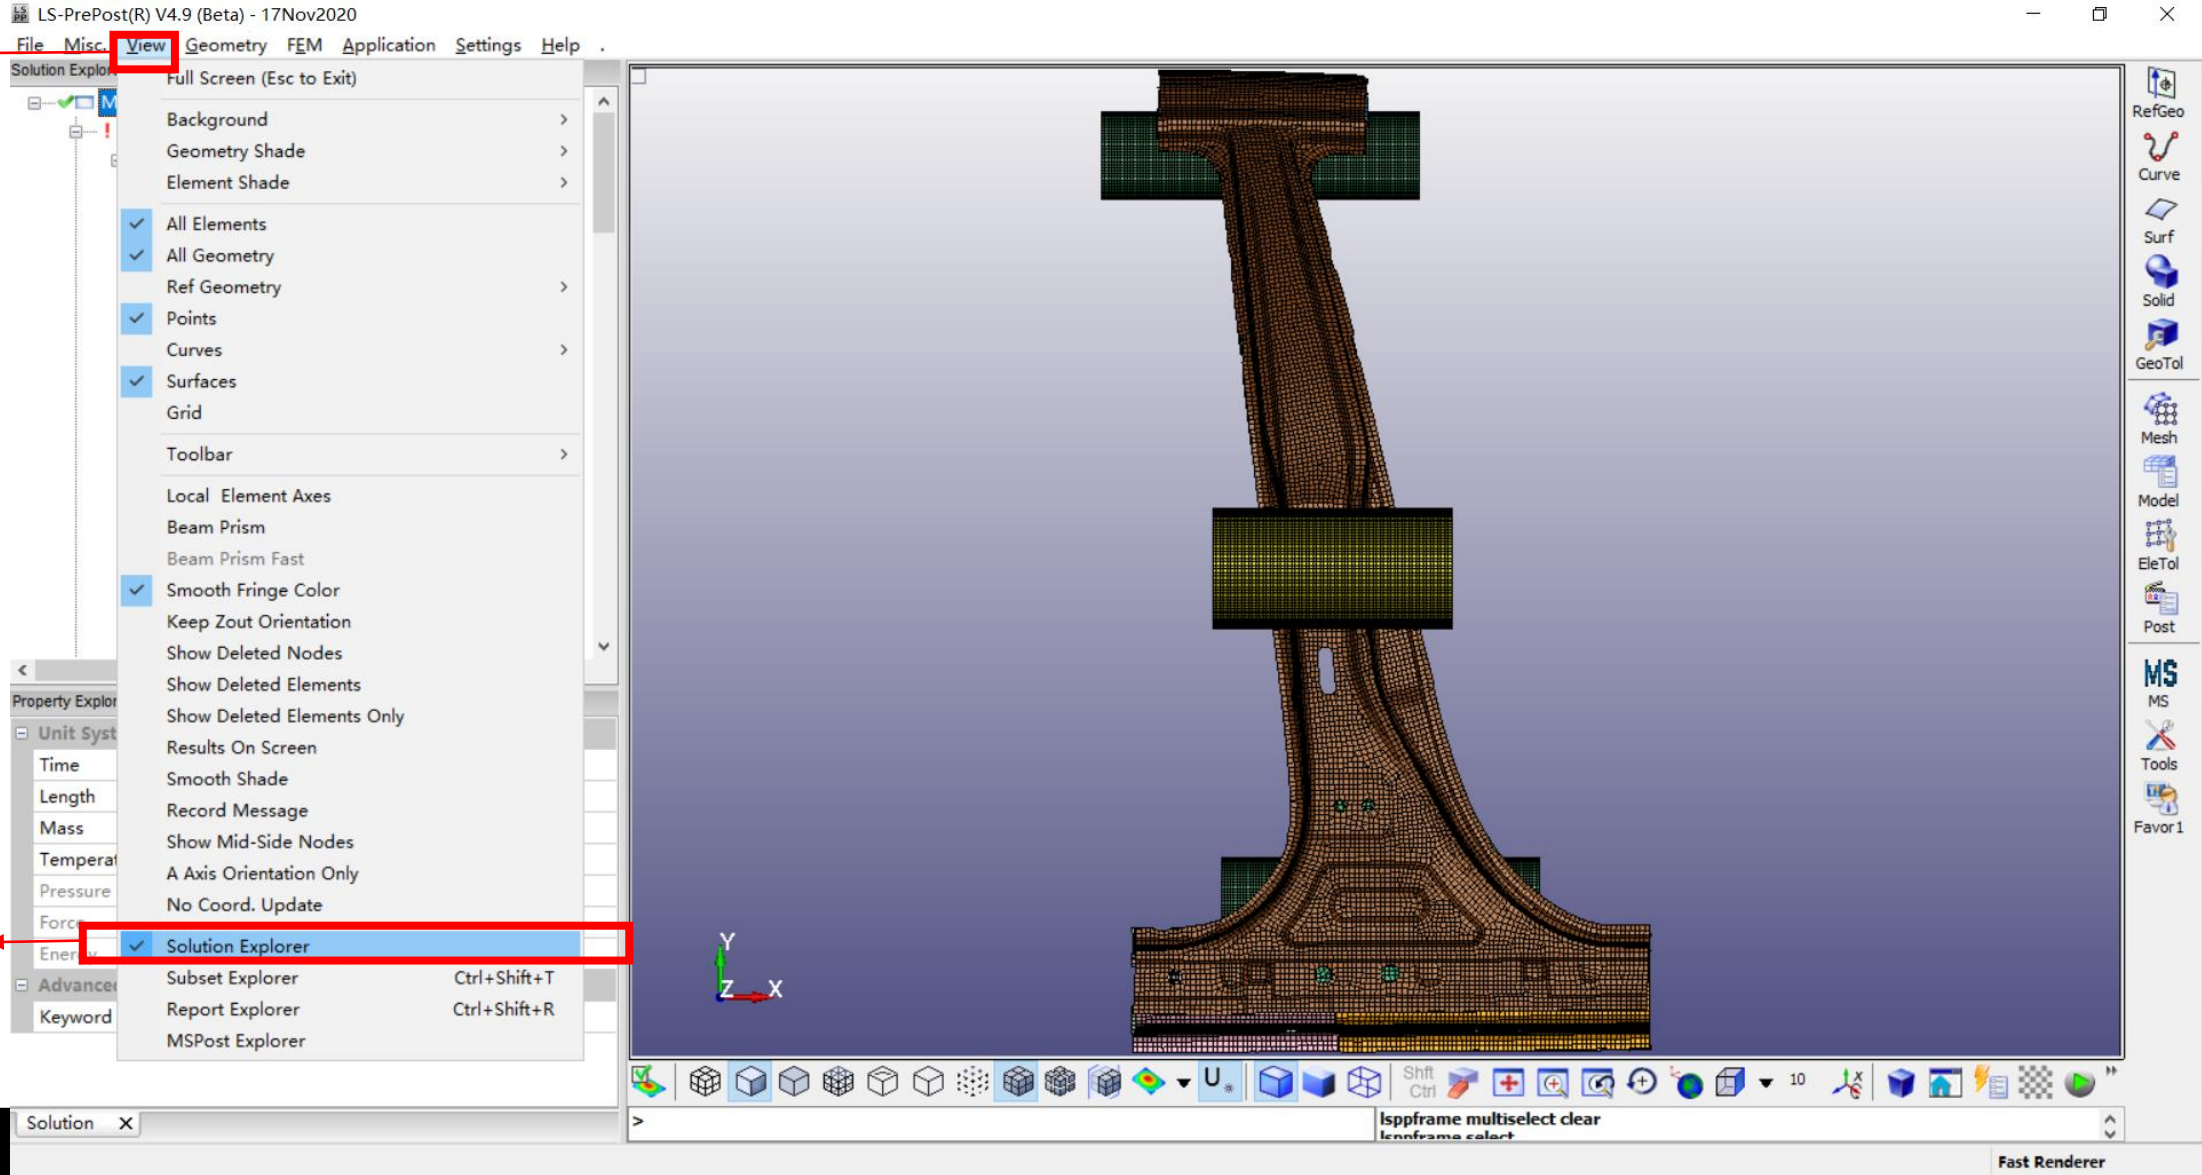 LS-PrePost(R) V4.9 (Beta) - 17Nov2020
File Misc. View Geometry FEM Application Settings Help .
Solution Explor
M
Full Screen (Esc to Exit)
Background
Geometry Shade
Element Shade
All Elements
All Geometry
Ref Geometry
Points
Curves
Surfaces
Grid
Toolbar
Local Element Axes
Beam Prism
Beam Prism Fast
Smooth Fringe Color
Keep Zout Orientation
Show Deleted Nodes
Show Deleted Elements
Show Deleted Elements Only
Results On Screen
Smooth Shade
Record Message
Show Mid-Side Nodes
A Axis Orientation Only
No Coord. Update
Solution Explorer
Subset Explorer Ctrl+Shift+T
Report Explorer Ctrl+Shift+R
MSPost Explorer
Property Explor
Unit Syst
Time
Length
Mass
Temperat
Pressure
Force
Energy
Advanced
Keyword
Solution X
Y
Z X
RefGeo
Curve
Surf
Solid
GeoTol
Mesh
Model
EleTol
Post
MS
MS
Tools
Favor1
U
Shft
Ctrl
10
>
lsppframe multiselect clear
lsppframe select
Fast Renderer